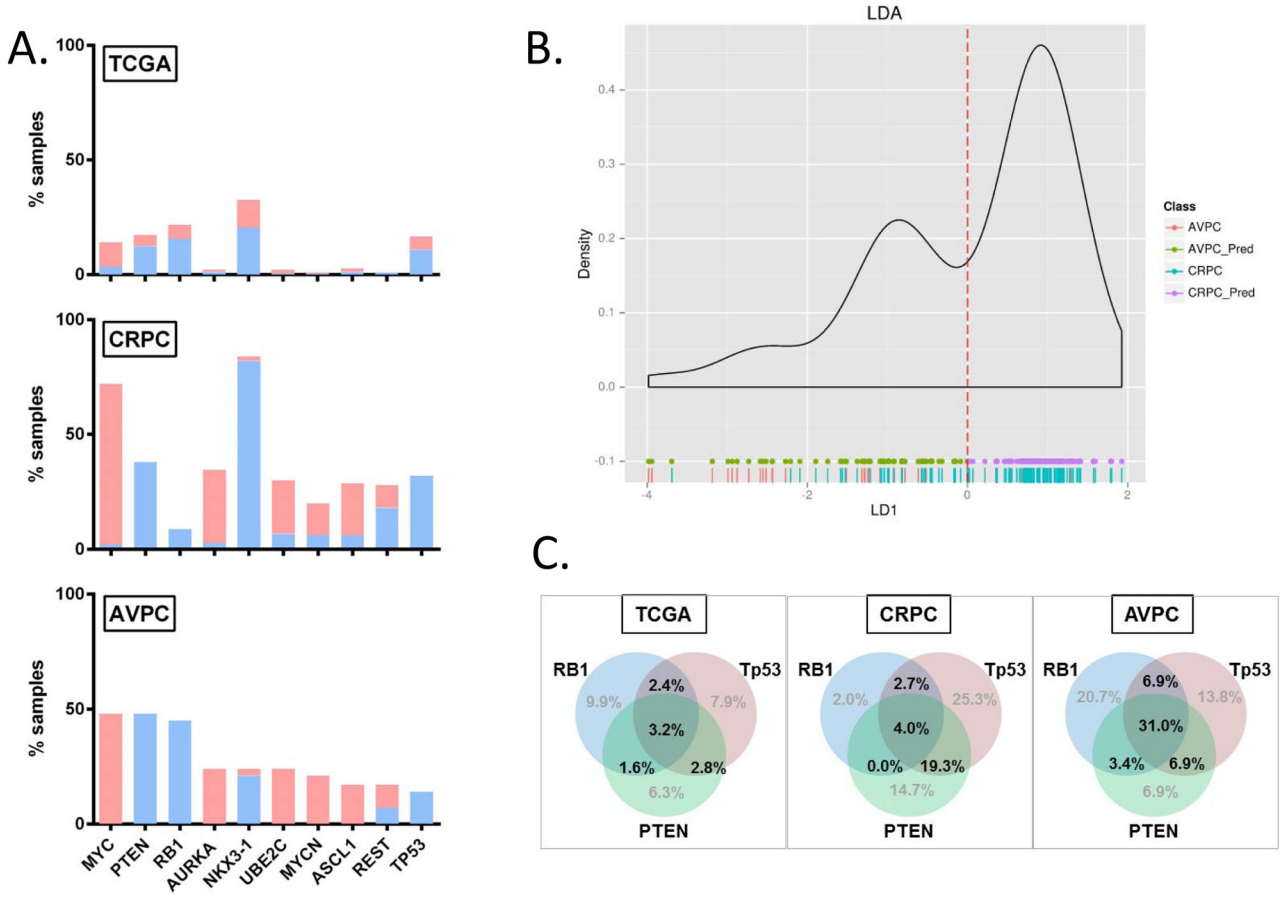 A.
TCGA
100
50
0
% samples
CRPC
100
50
0
% samples
AVPC
100
50
0
% samples
MYC
PTEN
RB1
AURKA
NKX3-1
UBE2C
MYCN
ASCL1
REST
TP53
B.
LDA
0.4
0.3
0.2
0.1
0.0
-0.1
Density
-4
-2
0
2
LD1
Class
AVPC
AVPC_Pred
CRPC
CRPC_Pred
C.
TCGA
RB1
Tp53
2.4%
9.9%
7.9%
3.2%
1.6%
2.8%
6.3%
PTEN
CRPC
RB1
Tp53
2.7%
2.0%
25.3%
4.0%
0.0%
19.3%
14.7%
PTEN
AVPC
RB1
Tp53
6.9%
20.7%
13.8%
31.0%
3.4%
6.9%
6.9%
PTEN